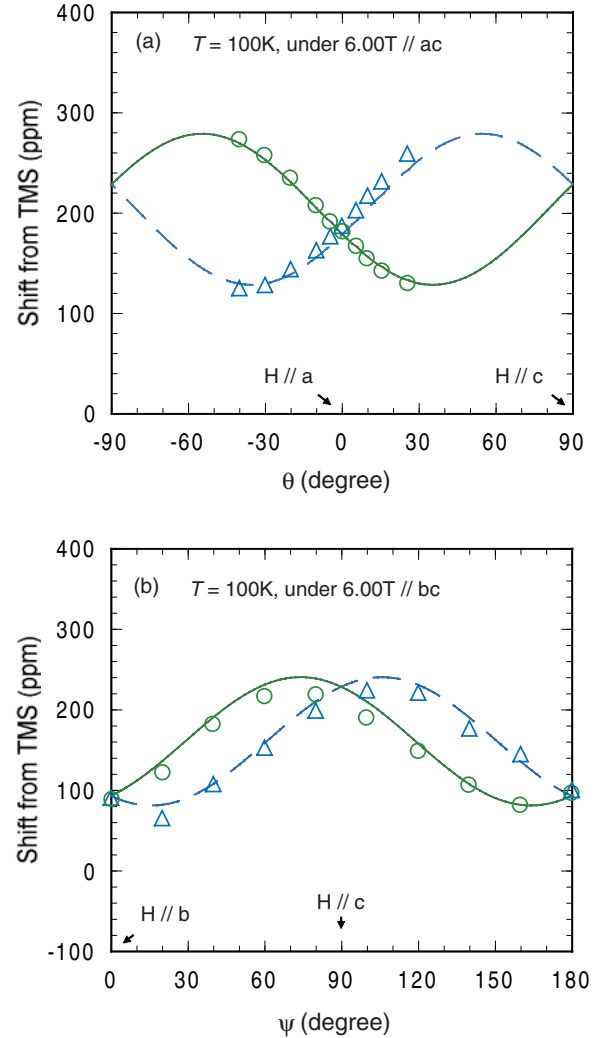 400
(a) T = 100K, under 6.00T // ac
300
200
100
H // a H // c
0
-90 -60 -30 0 30 60 90
θ (degree)
Shift from TMS (ppm)
400
(b) T = 100K, under 6.00T // bc
300
200
100
0
H // b H // c
-100
0 30 60 90 120 150 180
ψ (degree)
Shift from TMS (ppm)